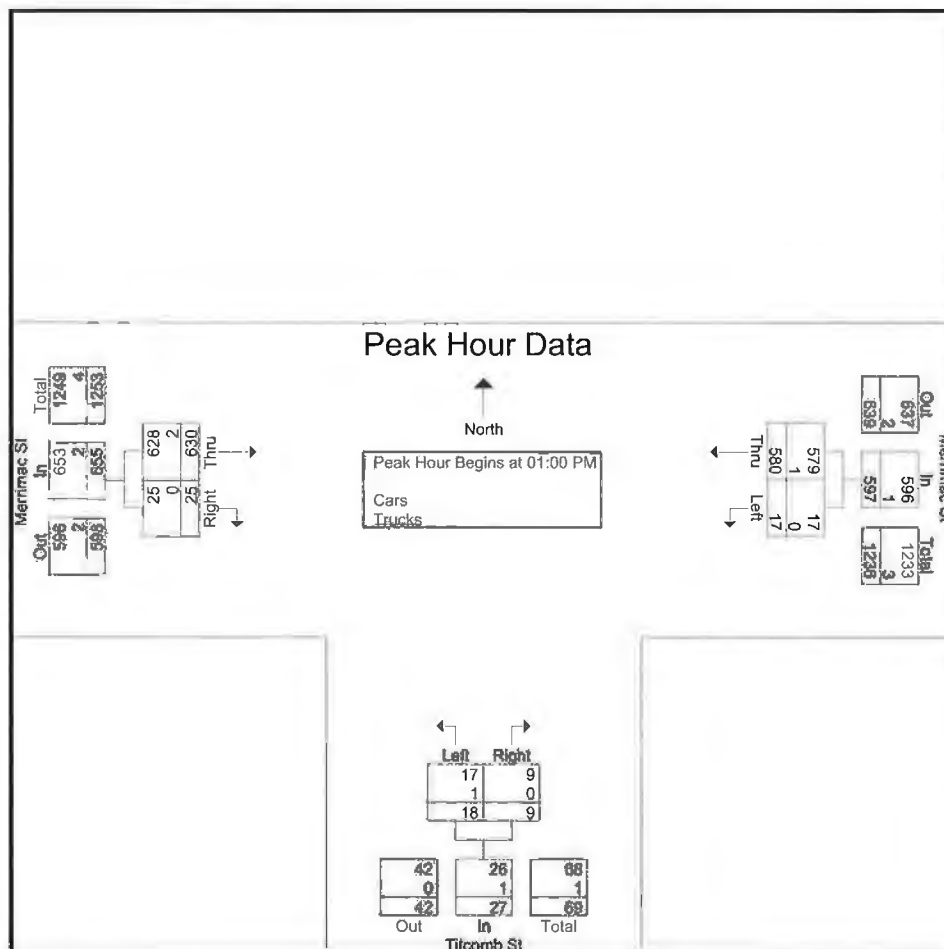 Peak Hour Data
North
Peak Hour Begins at 01:00 PM
Cars
Trucks
Merrimac St
Total
1249
4
1253
In
653
2
655
Out
596
2
598
628
2
630
Thru
25
0
25
Right
Thru
579
1
580
Left
17
0
17
Merrimac St
Out
637
2
639
In
596
1
597
Total
1233
3
1236
Left Right
17 9
1 0
18 9
42 26 68
0 1 1
42 27 69
Out In Total
Titcomb St